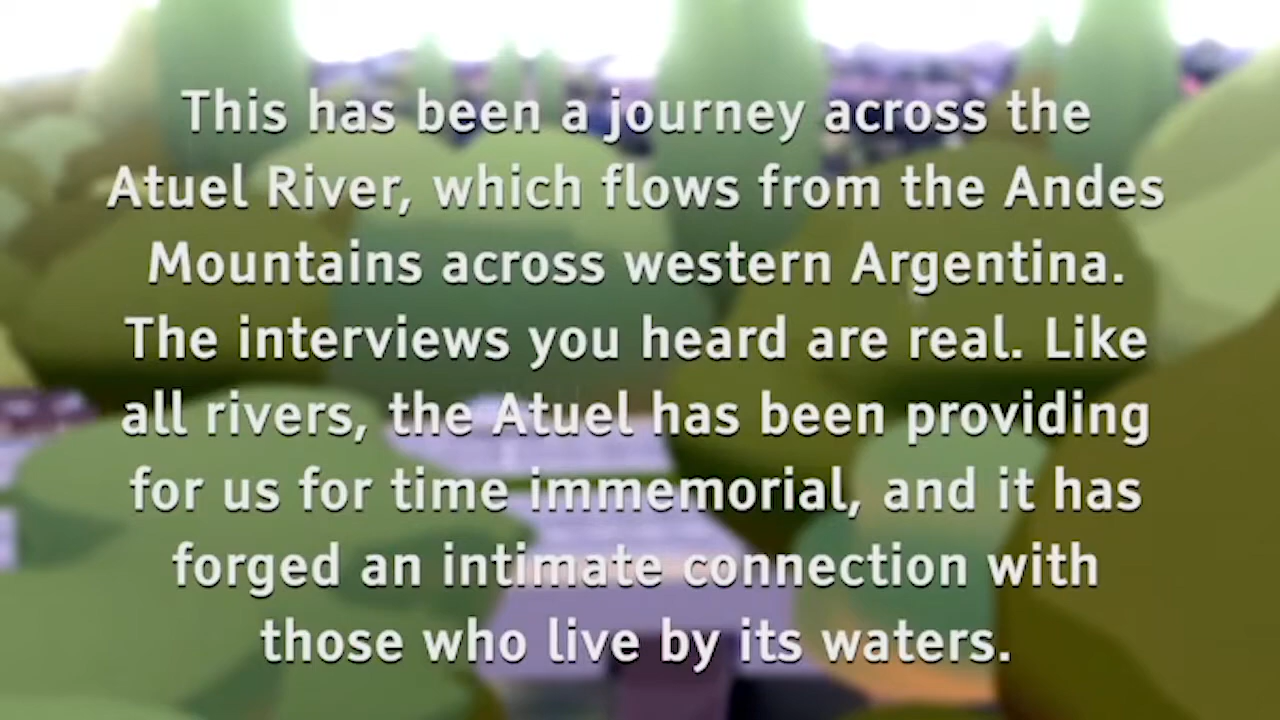 This has been a journey across the
Atuel River, which flows from the Andes
Mountains across western Argentina.
The interviews you heard are real. Like
all rivers, the Atuel has been providing
for us for time immemorial, and it has
forged an intimate connection with
those who live by its waters.